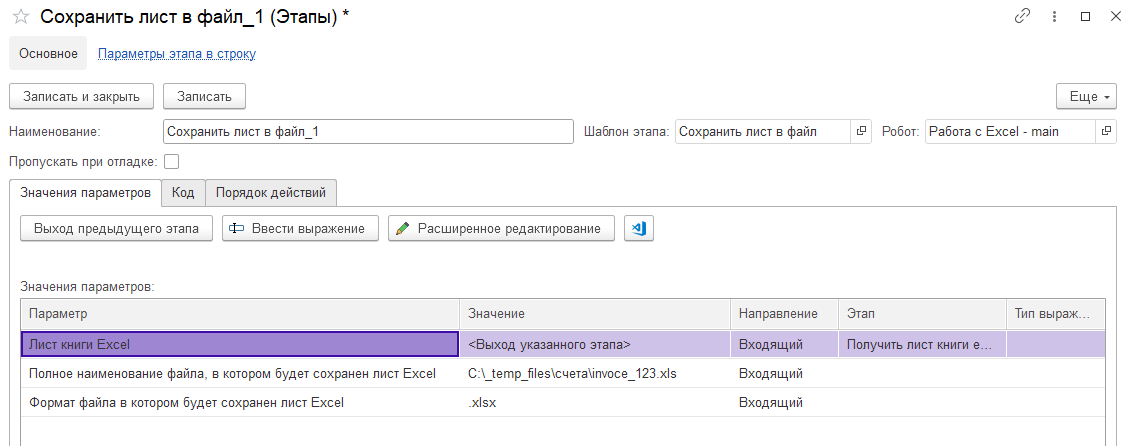 Сохранить лист в файл_1 (Этапы) *
Основное Параметры этапа в строку
Записать и закрыть Записать Еще
Наименование: Сохранить лист в файл_1 Шаблон этапа: Сохранить лист в файл Робот: Работа с Excel - main
Пропускать при отладке:
Значения параметров Код Порядок действий
Выход предыдущего этапа Ввести выражение Расширенное редактирование
Значения параметров:
Параметр Значение Направление Этап Тип выраж...
Лист книги Excel <Выход указанного этапа> Входящий Получить лист книги е...
Полное наименование файла, в котором будет сохранен лист Excel C:\_temp_files\счета\invoce_123.xls Входящий
Формат файла в котором будет сохранен лист Excel .xlsx Входящий